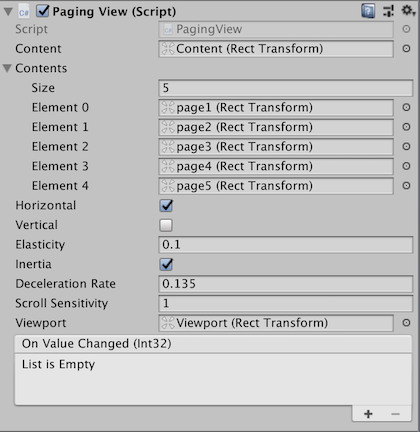 Paging View (Script)
Script PagingView
Content Content (Rect Transform)
Contents
Size 5
Element 0 page1 (Rect Transform)
Element 1 page2 (Rect Transform)
Element 2 page3 (Rect Transform)
Element 3 page4 (Rect Transform)
Element 4 page5 (Rect Transform)
Horizontal
Vertical
Elasticity 0.1
Inertia
Deceleration Rate 0.135
Scroll Sensitivity 1
Viewport Viewport (Rect Transform)
On Value Changed (Int32)
List is Empty